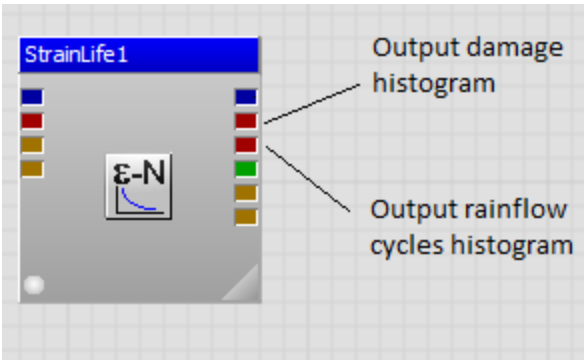 StrainLife1
Output damage
histogram
ε-N
Output rainflow
cycles histogram